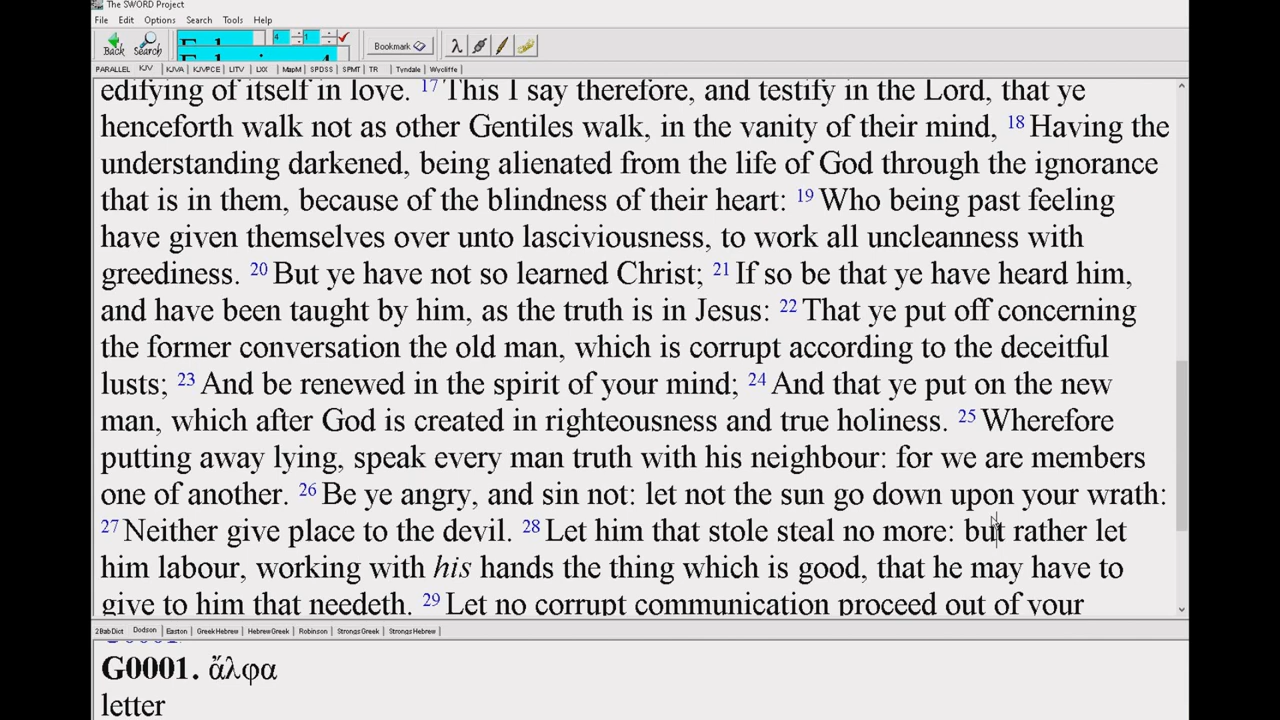 The SWORD Project
File Edit Options Search Tools Help
Back Search 4 1 Bookmark λ
PARALLEL KJV KJVA KJVPCE LITV LXX MapM SPDSS SPMT TR Tyndale Wycliffe
edifying of itself in love. 17 This I say therefore, and testify in the Lord, that ye
henceforth walk not as other Gentiles walk, in the vanity of their mind, 18 Having the
understanding darkened, being alienated from the life of God through the ignorance
that is in them, because of the blindness of their heart: 19 Who being past feeling
have given themselves over unto lasciviousness, to work all uncleanness with
greediness. 20 But ye have not so learned Christ; 21 If so be that ye have heard him,
and have been taught by him, as the truth is in Jesus: 22 That ye put off concerning
the former conversation the old man, which is corrupt according to the deceitful
lusts; 23 And be renewed in the spirit of your mind; 24 And that ye put on the new
man, which after God is created in righteousness and true holiness. 25 Wherefore
putting away lying, speak every man truth with his neighbour: for we are members
one of another. 26 Be ye angry, and sin not: let not the sun go down upon your wrath:
27 Neither give place to the devil. 28 Let him that stole steal no more: but rather let
him labour, working with his hands the thing which is good, that he may have to
give to him that needeth. 29 Let no corrupt communication proceed out of your
2BabDict Dodson Easton GreekHebrew HebrewGreek Robinson StrongsGreek StrongsHebrew
G0001. ἄλφα
letter